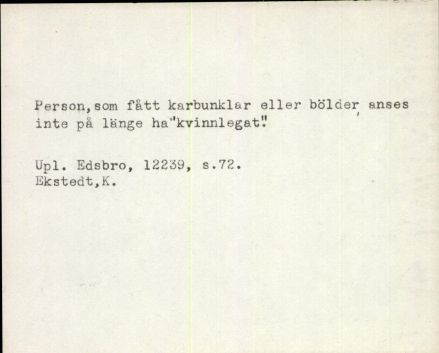 Person,som fått karbunklar eller bölder, anses
inte på länge ha"kvinnlegat".
Upl. Edsbro, 12239, s.72.
Ekstedt,K.